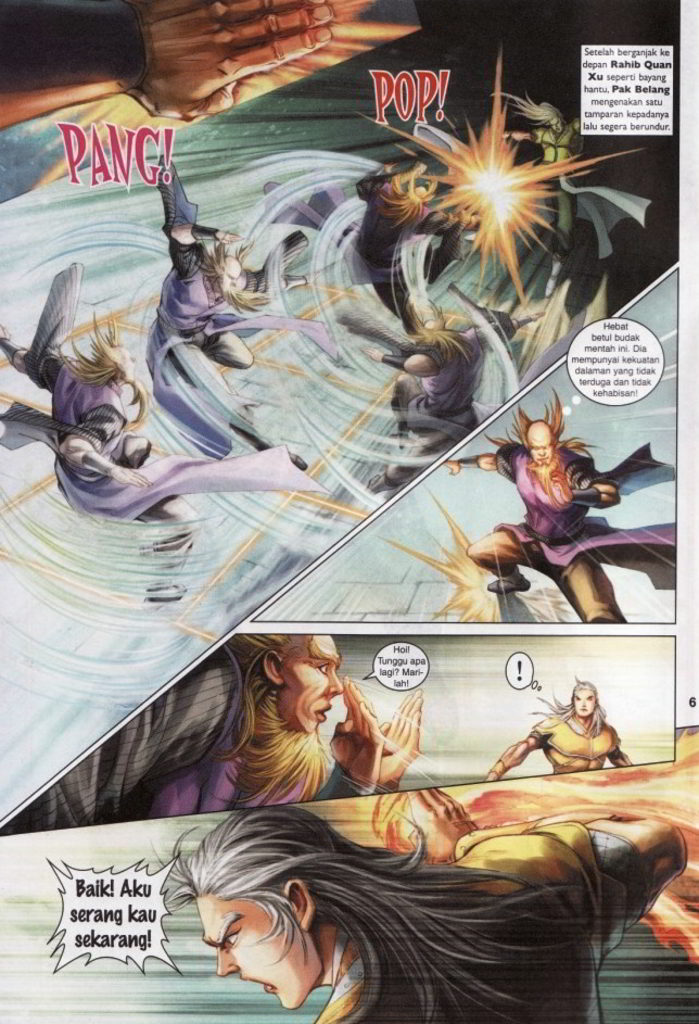 PANG!
POP!
Setelah berganjak ke
depan Rahib Quan
Xu seperti bayang
hantu, Pak Belang
mengenakan satu
tamparan kepadanya
lalu segera berundur.
Hebat
betul budak
mentah ini. Dia
mempunyai kekuatan
dalaman yang tidak
terduga dan tidak
kehabisan!
Hoi!
Tunggu apa
lagi? Mari-
lah!
!
6
Baik! Aku
serang kau
sekarang!